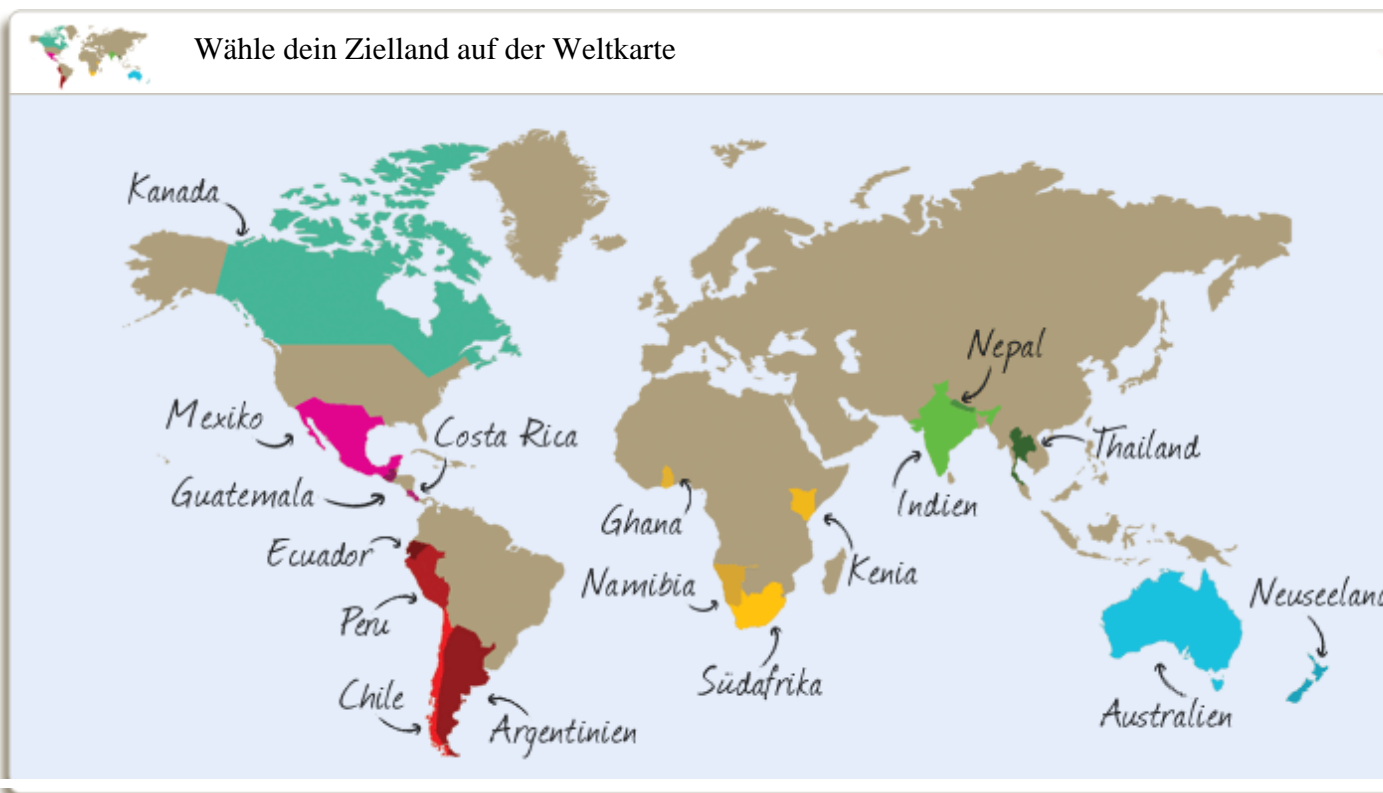 Wähle dein Zielland auf der Weltkarte
Kanada
Nepal
Mexiko
Costa Rica
Thailand
Guatemala
Indien
Ghana
Ecuador
Kenia
Namibia
Neuseeland
Peru
Südafrika
Chile
Australien
Argentinien